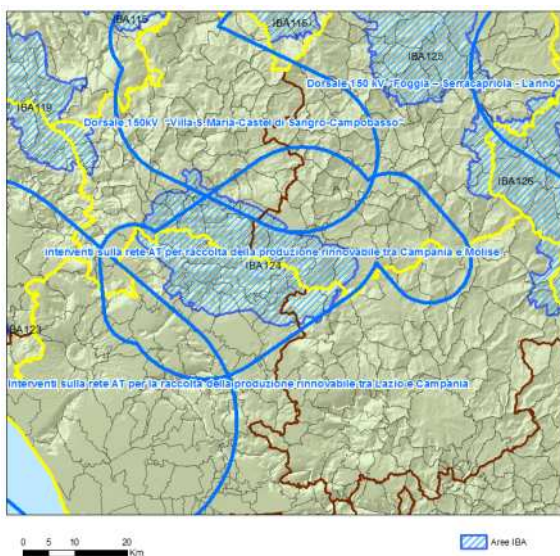 IBA115
IBA118
IBA125
Dorsale 150 kV "Foggia – Serracapriola - Larino"
IBA119
Dorsale 150kV "Villa S.Maria-Castel di Sangro-Campobasso"
IBA126
interventi sulla rete AT per raccolta della produzione rinnovabile tra Campania e Molise
IBA124
IBA123
Interventi sulla rete AT per la raccolta della produzione rinnovabile tra Lazio e Campania
0 5 10 20
Km
Aree IBA